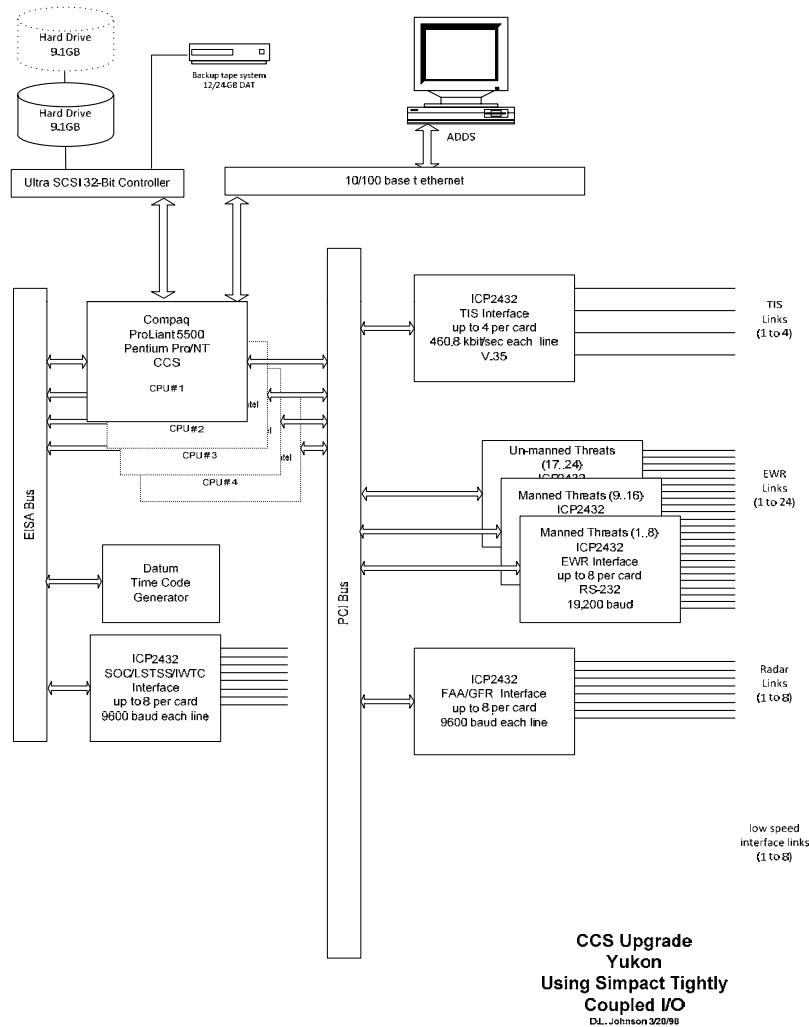 Hard Drive
9.1GB
Hard Drive
9.1GB
Backup tape system
12/24-GB DAT
ADDS
Ultra SCSI 32-Bit Controller
10/100 base t ethernet
EISA Bus
PCI Bus
Compaq
ProLiant 5500
Pentium Pro/NT
CCS
CPU#1
ntel
CPU#2
el
CPU#3
tel
CPU#4
Datum
Time Code
Generator
ICP2432
SOC/LSTSS/IWTC
Interface
up to 8 per card
9600 baud each line
ICP2432
TIS Interface
up to 4 per card
460.8 kbit/sec each line
V.35
TIS
Links
(1 to 4)
Un-manned Threats
(17..24)
ICP2432
Manned Threats (9..16)
ICP2432
Manned Threats (1..8)
ICP2432
EWR Interface
up to 8 per card
RS-232
19,200 baud
EWR
Links
(1 to 24)
ICP2432
FAA/GFR Interface
up to 8 per card
9600 baud each line
Radar
Links
(1 to 8)
low speed
interface links
(1 to 8)
CCS Upgrade
Yukon
Using Simpact Tightly
Coupled I/O
D.L. Johnson 3/20/98